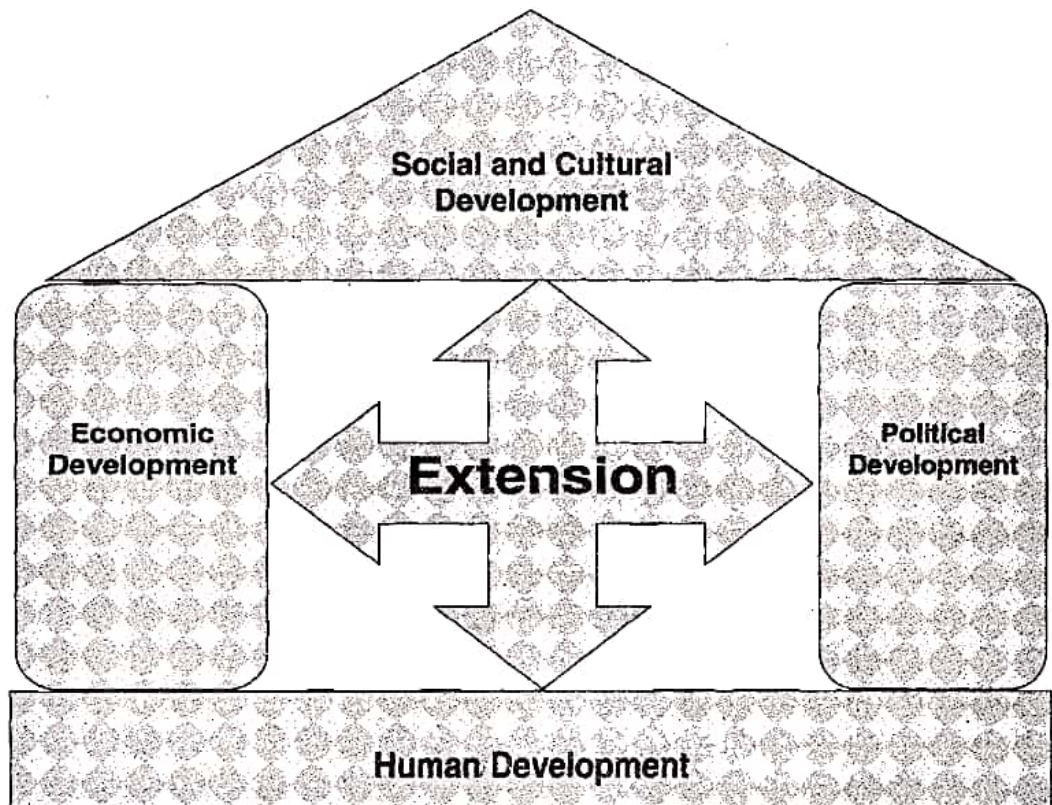 Social and Cultural
Development
Economic
Development
Extension
Political
Development
Human Development